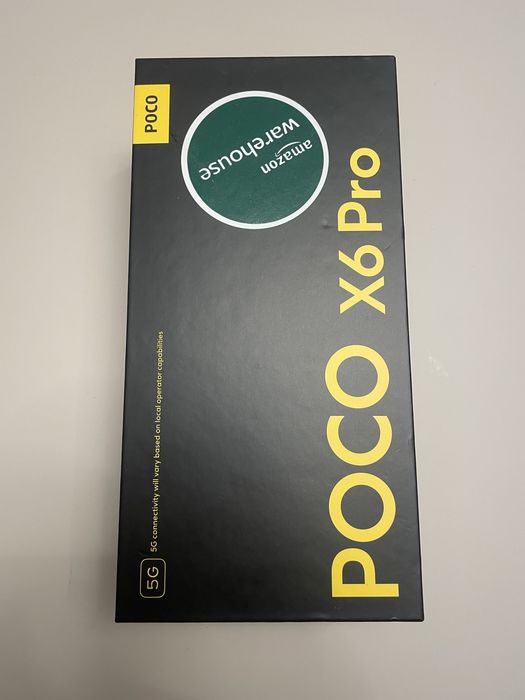 POCO
amazon
warehouse
POCO X6 Pro
5G
5G connectivity will vary based on local operator capabilities